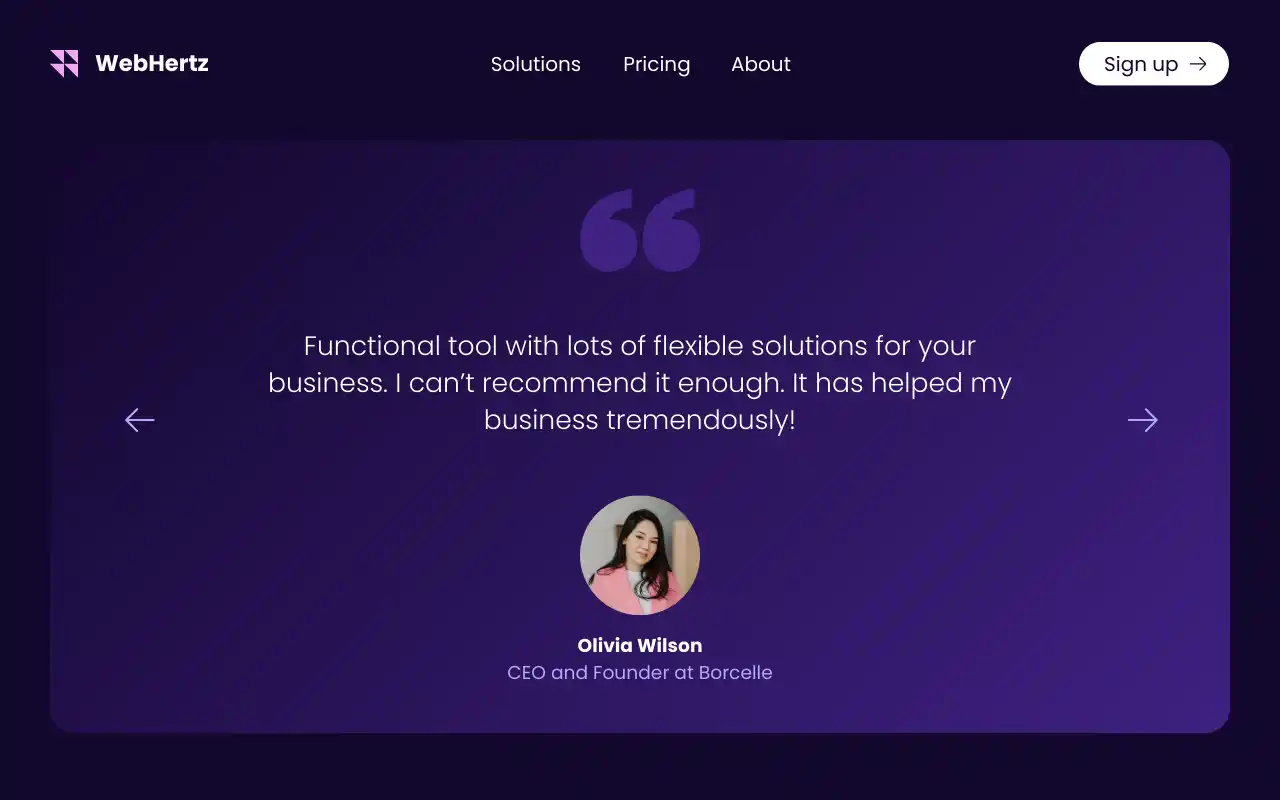 WebHertz
Solutions
Pricing
About
Sign up →
“
Functional tool with lots of flexible solutions for your
business. I can’t recommend it enough. It has helped my
business tremendously!
Olivia Wilson
CEO and Founder at Borcelle